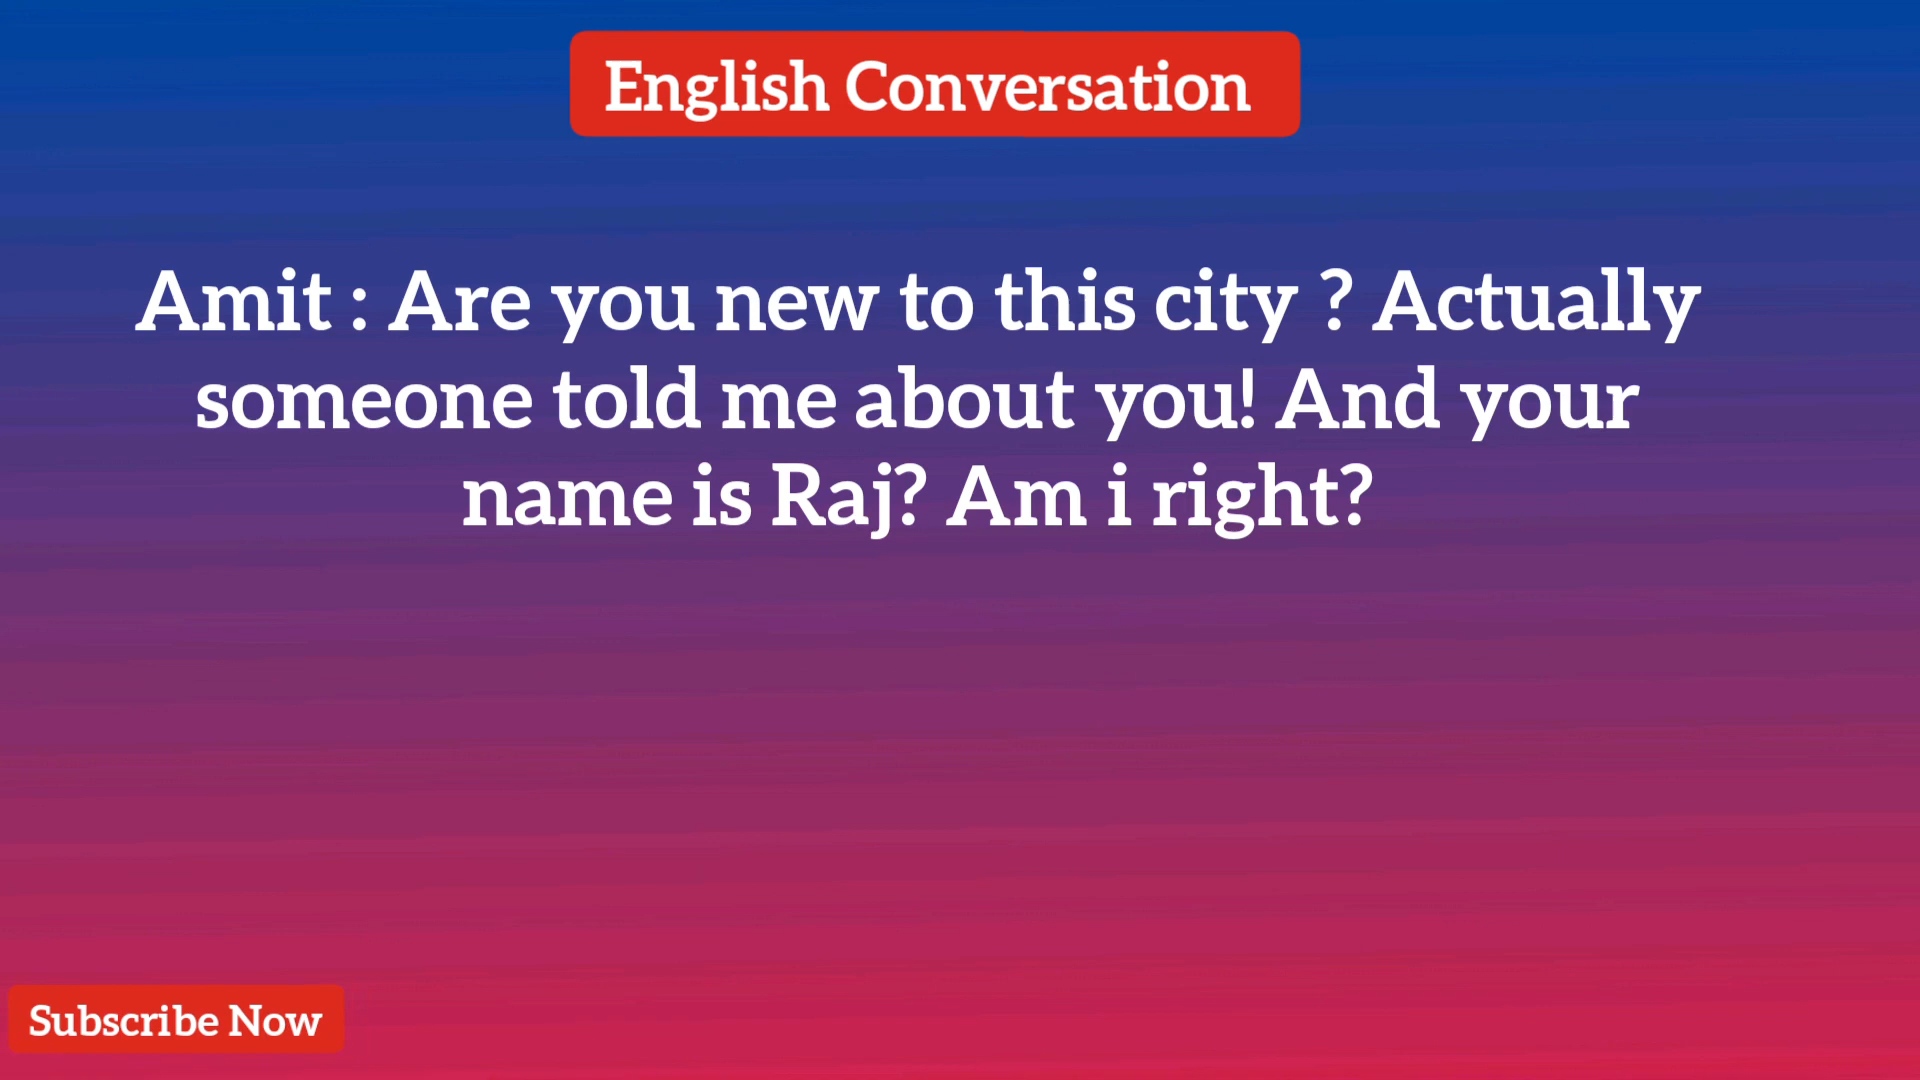 English Conversation
Amit : Are you new to this city ? Actually
someone told me about you! And your
name is Raj? Am i right?
Subscribe Now